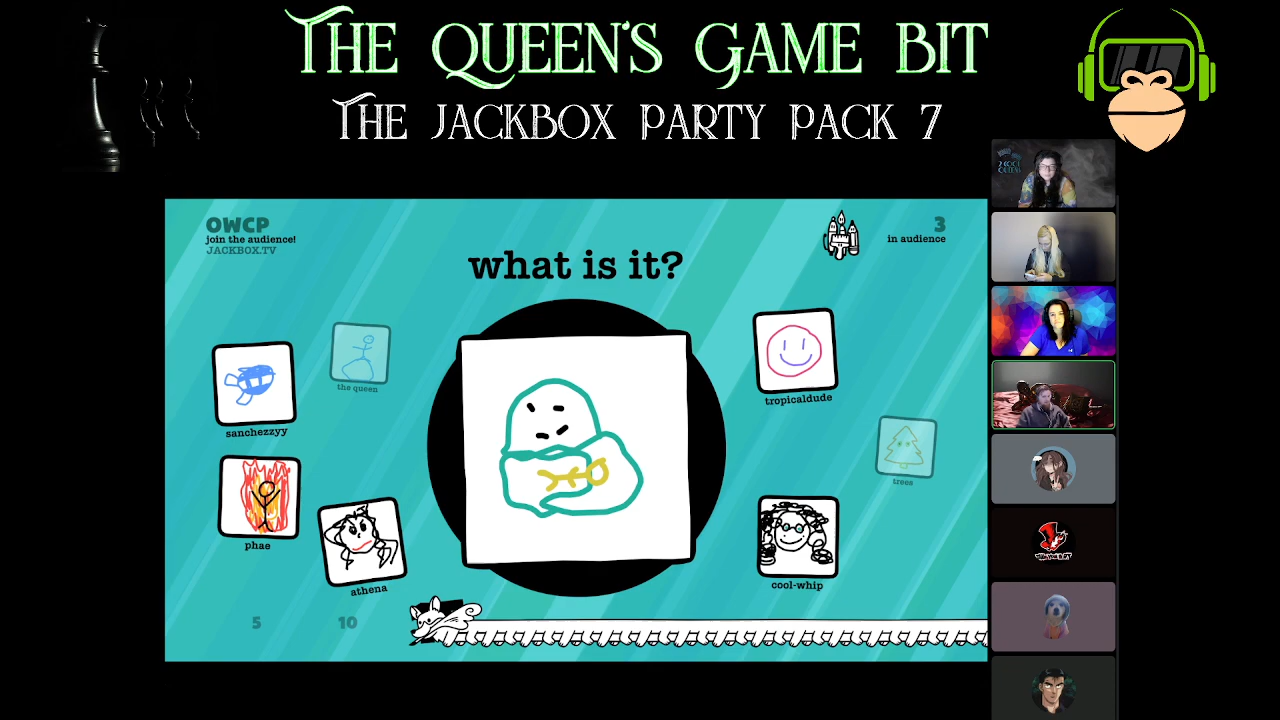 THE QUEEN'S GAME BIT
THE JACKBOX PARTY PACK 7
OWCP
join the audience!
JACKBOX.TV
3
in audience
what is it?
the queen
sanchezzyy
tropicaldude
trees
phae
athena
cool-whip
5
10